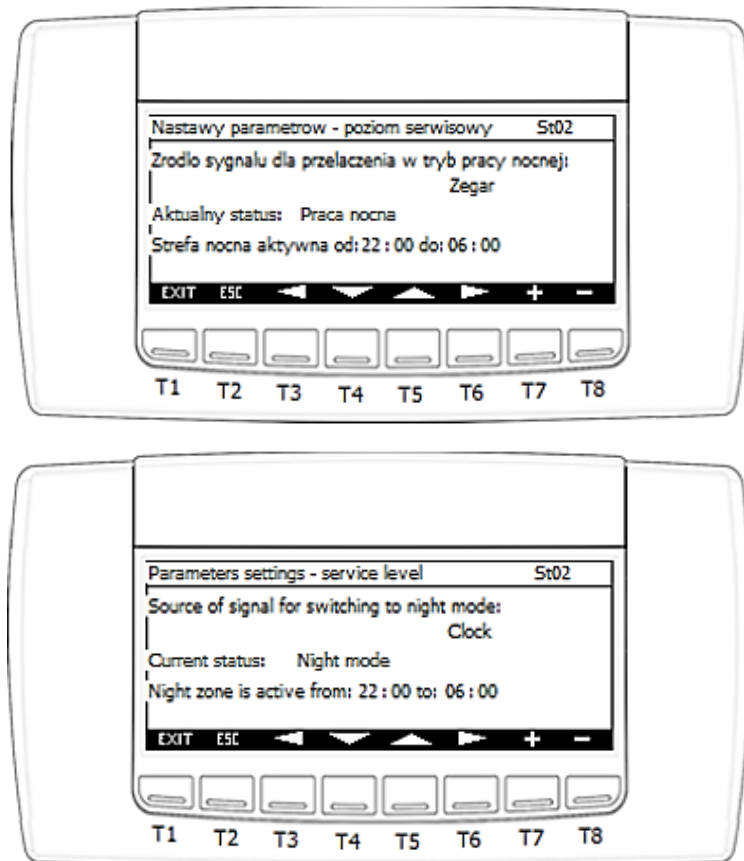 Nastawy parametrow - poziom serwisowy St02
Zrodlo sygnalu dla przelaczenia w tryb pracy nocnej:
Zegar
Aktualny status: Praca nocna
Strefa nocna aktywna od: 22 : 00 do: 06 : 00
EXIT ESC + -
T1 T2 T3 T4 T5 T6 T7 T8
Parameters settings - service level St02
Source of signal for switching to night mode:
Clock
Current status: Night mode
Night zone is active from: 22 : 00 to: 06 : 00
EXIT ESC + -
T1 T2 T3 T4 T5 T6 T7 T8